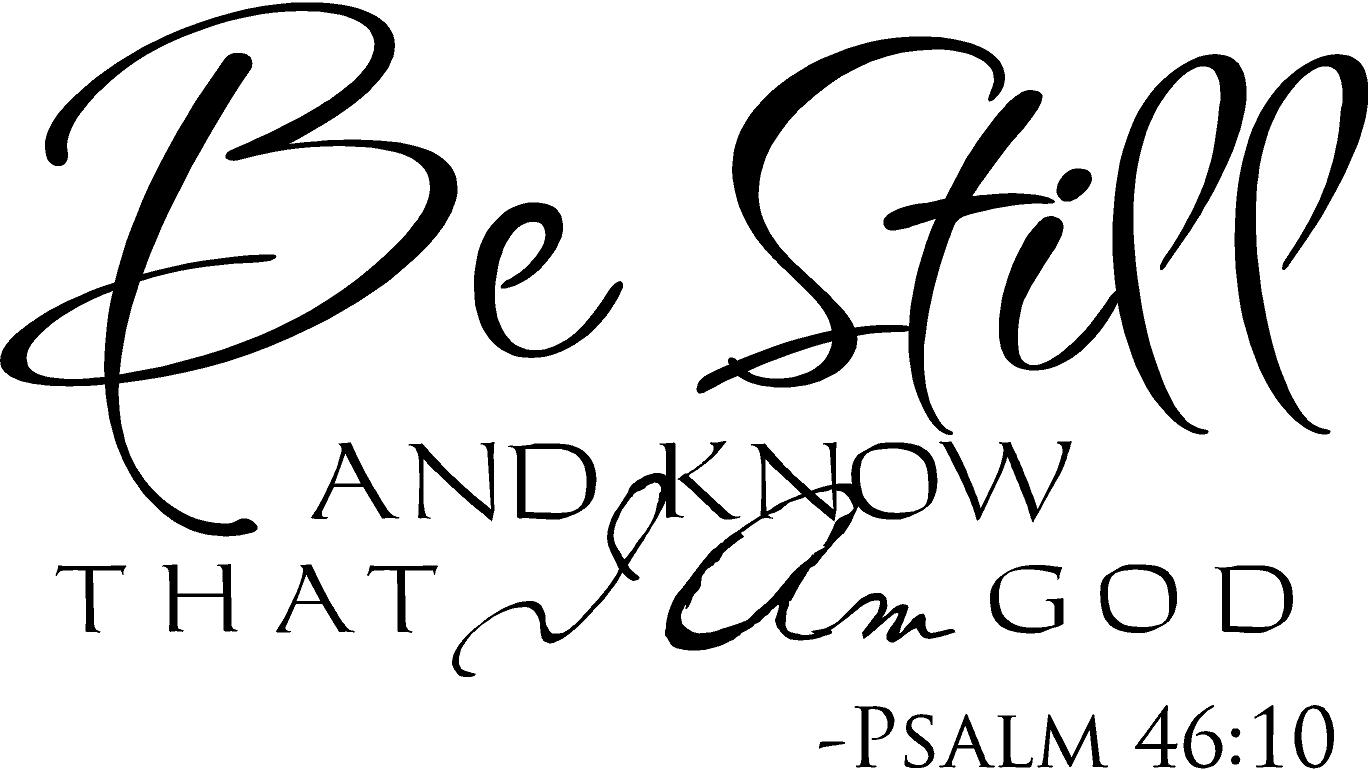 Be Still
AND KNOW
THAT I Am GOD
-PSALM 46:10